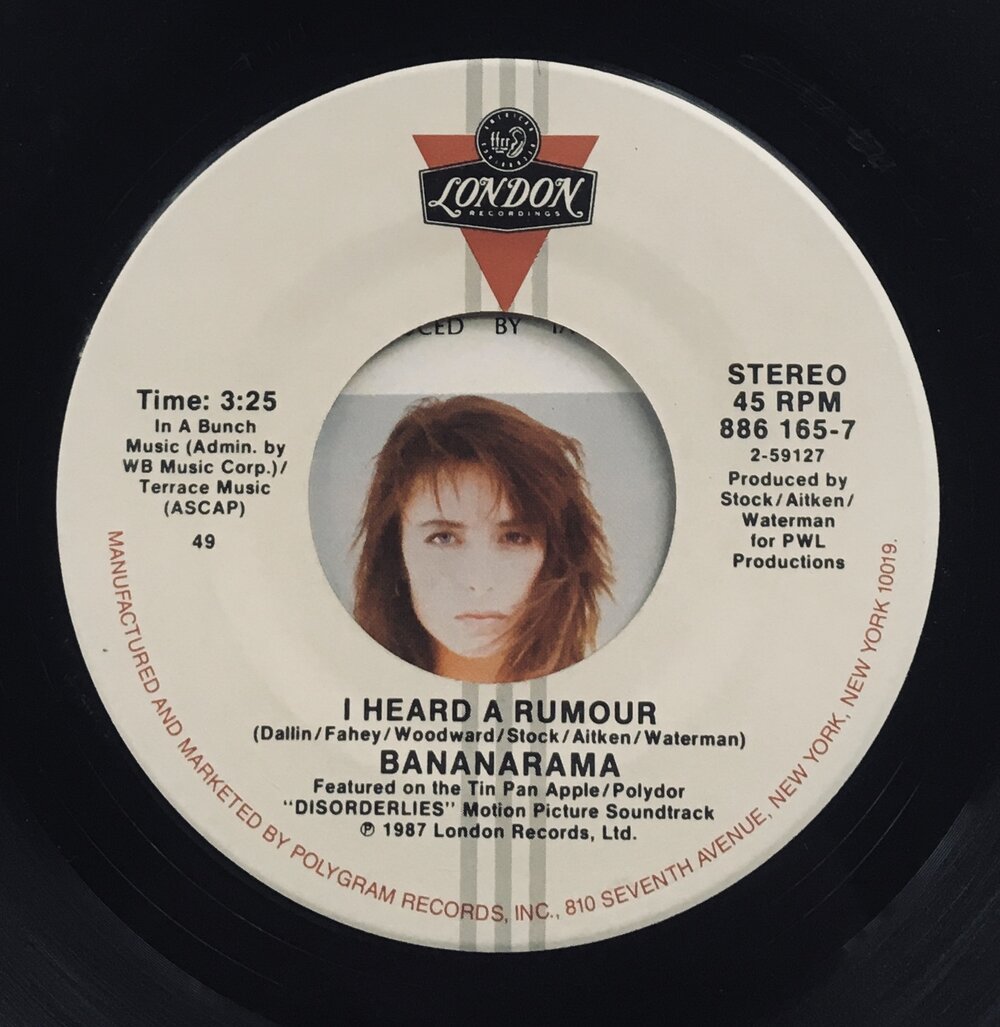 ffrr
LONDON
RECORDINGS
BY
Time: 3:25
In A Bunch
Music (Admin. by
WB Music Corp.)/
Terrace Music
(ASCAP)
49
STEREO
45 RPM
886 165-7
2-59127
Produced by
Stock/Aitken/
Waterman
for PWL
Productions
I HEARD A RUMOUR
(Dallin/Fahey/Woodward/Stock/Aitken/Waterman)
BANANARAMA
Featured on the Tin Pan Apple/Polydor
“DISORDERLIES” Motion Picture Soundtrack
℗ 1987 London Records, Ltd.
MANUFACTURED AND MARKETED BY POLYGRAM RECORDS, INC., 810 SEVENTH AVENUE, NEW YORK, NEW YORK 10019.